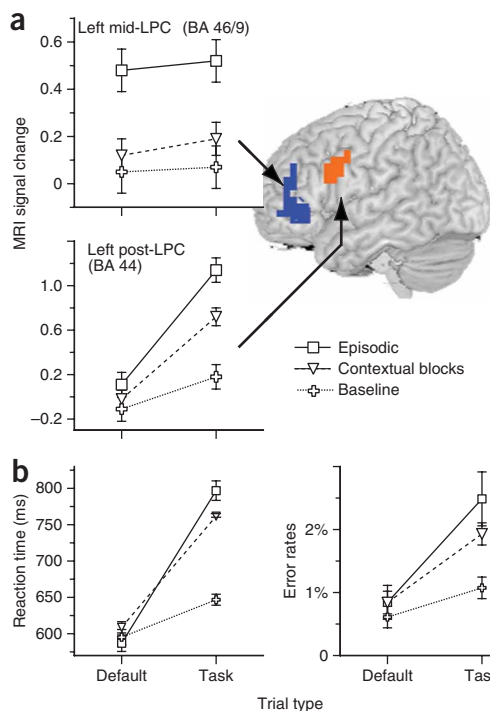 a
Left mid-LPC (BA 46/9)
MRI signal change
0.6
0.4
0.2
0
Left post-LPC
(BA 44)
1.0
0.6
0.2
–0.2
Episodic
Contextual blocks
Baseline
b
Reaction time (ms)
800
750
650
600
Default Task
Error rates
2%
1%
0
Default Tas
Trial type